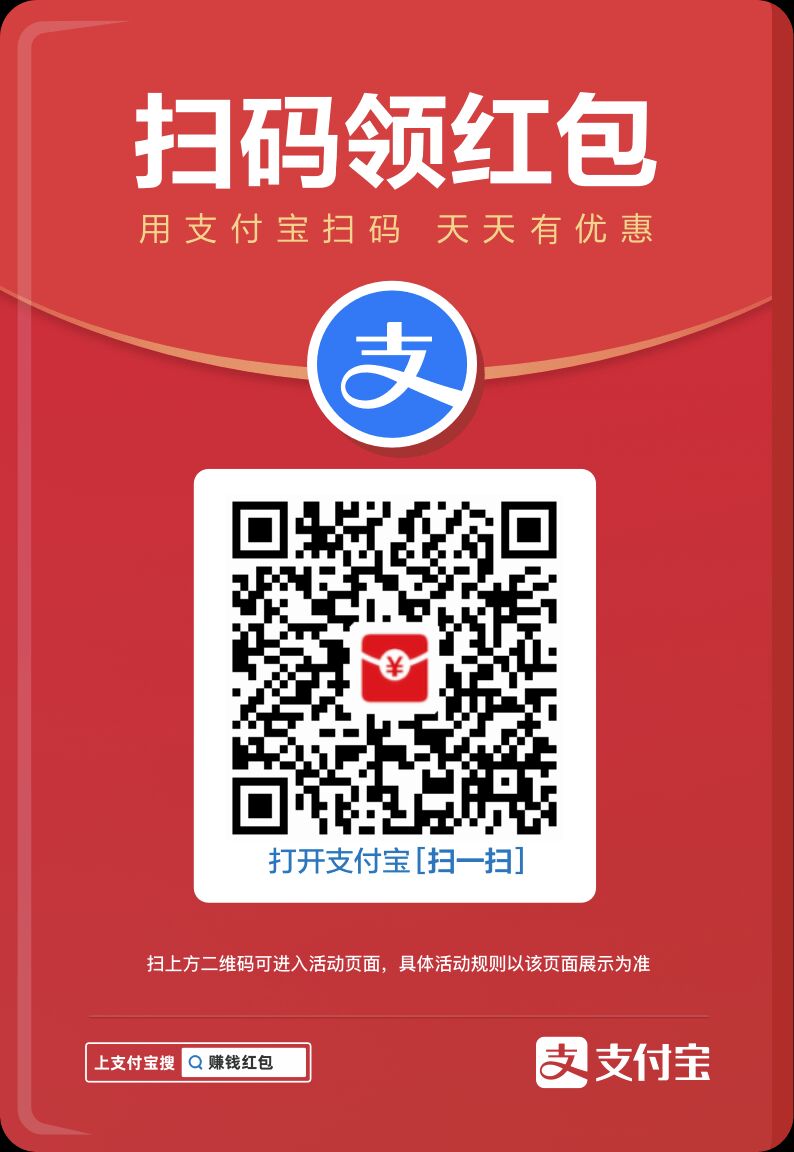 扫码领红包
用支付宝扫码 天天有优惠
支
¥
打开支付宝[扫一扫]
扫上方二维码可进入活动页面，具体活动规则以该页面展示为准
上支付宝搜 赚钱红包
支 支付宝